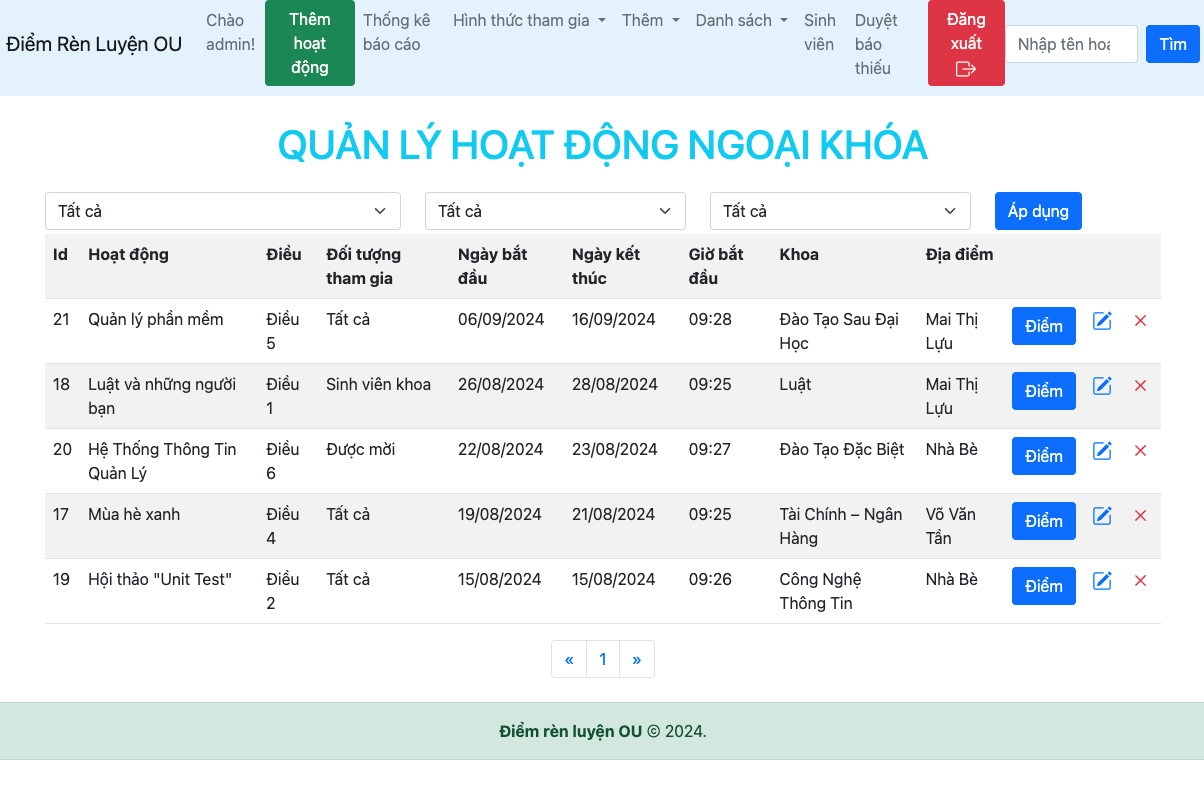 Điểm Rèn Luyện OU
Chào
admin!
Thêm
hoạt
động
Thống kê
báo cáo
Hình thức tham gia
Thêm
Danh sách
Sinh
viên
Duyệt
báo
thiếu
Đăng
xuất
Nhập tên hoạ
Tìm
QUẢN LÝ HOẠT ĐỘNG NGOẠI KHÓA
Tất cả
Tất cả
Tất cả
Áp dụng
Id Hoạt động Điều Đối tượng Ngày bắt Ngày kết Giờ bắt Khoa Địa điểm
tham gia đầu thúc đầu
21 Quản lý phần mềm Điều Tất cả 06/09/2024 16/09/2024 09:28 Đào Tạo Sau Đại Mai Thị Điểm
5 Học Lựu
18 Luật và những người Điều Sinh viên khoa 26/08/2024 28/08/2024 09:25 Luật Mai Thị Điểm
bạn 1 Lựu
20 Hệ Thống Thông Tin Điều Được mời 22/08/2024 23/08/2024 09:27 Đào Tạo Đặc Biệt Nhà Bè Điểm
Quản Lý 6
17 Mùa hè xanh Điều Tất cả 19/08/2024 21/08/2024 09:25 Tài Chính – Ngân Võ Văn Điểm
4 Hàng Tần
19 Hội thảo "Unit Test" Điều Tất cả 15/08/2024 15/08/2024 09:26 Công Nghệ Nhà Bè Điểm
2 Thông Tin
« 1 »
Điểm rèn luyện OU © 2024.